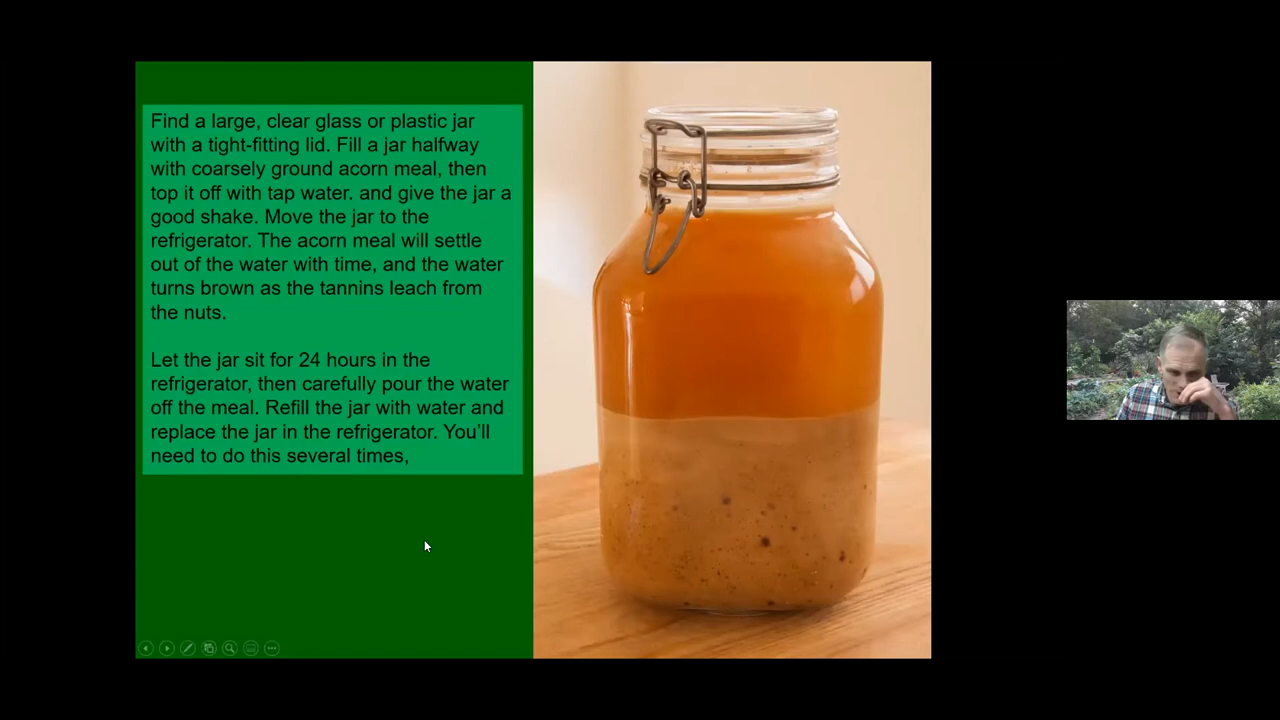 Find a large, clear glass or plastic jar
with a tight-fitting lid. Fill a jar halfway
with coarsely ground acorn meal, then
top it off with tap water. and give the jar a
good shake. Move the jar to the
refrigerator. The acorn meal will settle
out of the water with time, and the water
turns brown as the tannins leach from
the nuts.
Let the jar sit for 24 hours in the
refrigerator, then carefully pour the water
off the meal. Refill the jar with water and
replace the jar in the refrigerator. You’ll
need to do this several times,